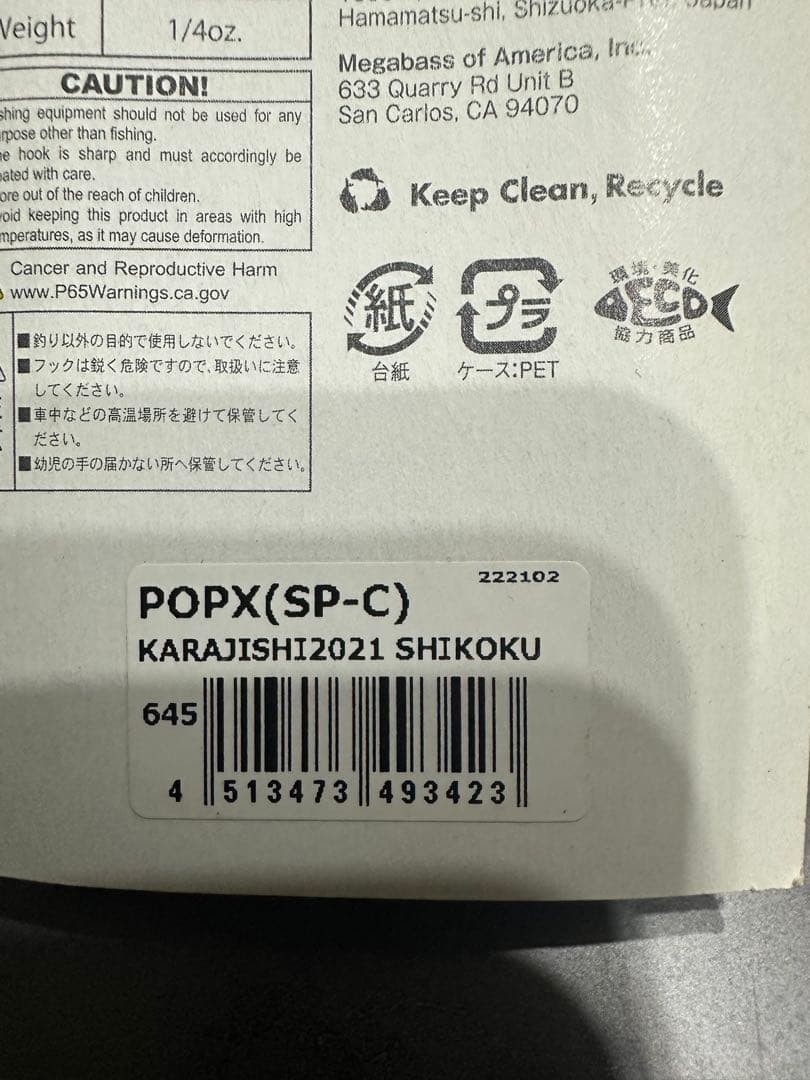 Weight
1/4oz.
CAUTION!
shing equipment should not be used for any
rpose other than fishing.
e hook is sharp and must accordingly be
ated with care.
ore out of the reach of children.
void keeping this product in areas with high
mperatures, as it may cause deformation.
Cancer and Reproductive Harm
www.P65Warnings.ca.gov
■釣り以外の目的で使用しないでください。
■フックは鋭く危険ですので、取扱いに注意
してください。
■車中などの高温場所を避けて保管してく
ださい。
■幼児の手の届かない所へ保管してください。
Hamamatsu-shi, Shizuoka-
Japan
Megabass of America, Inc.
633 Quarry Rd Unit B
San Carlos, CA 94070
Keep Clean, Recycle
紙
台紙
プラ
ケース:PET
環境・美化
ECO
協力商品
222102
POPX(SP-C)
KARAJISHI2021 SHIKOKU
645
4 513473 493423